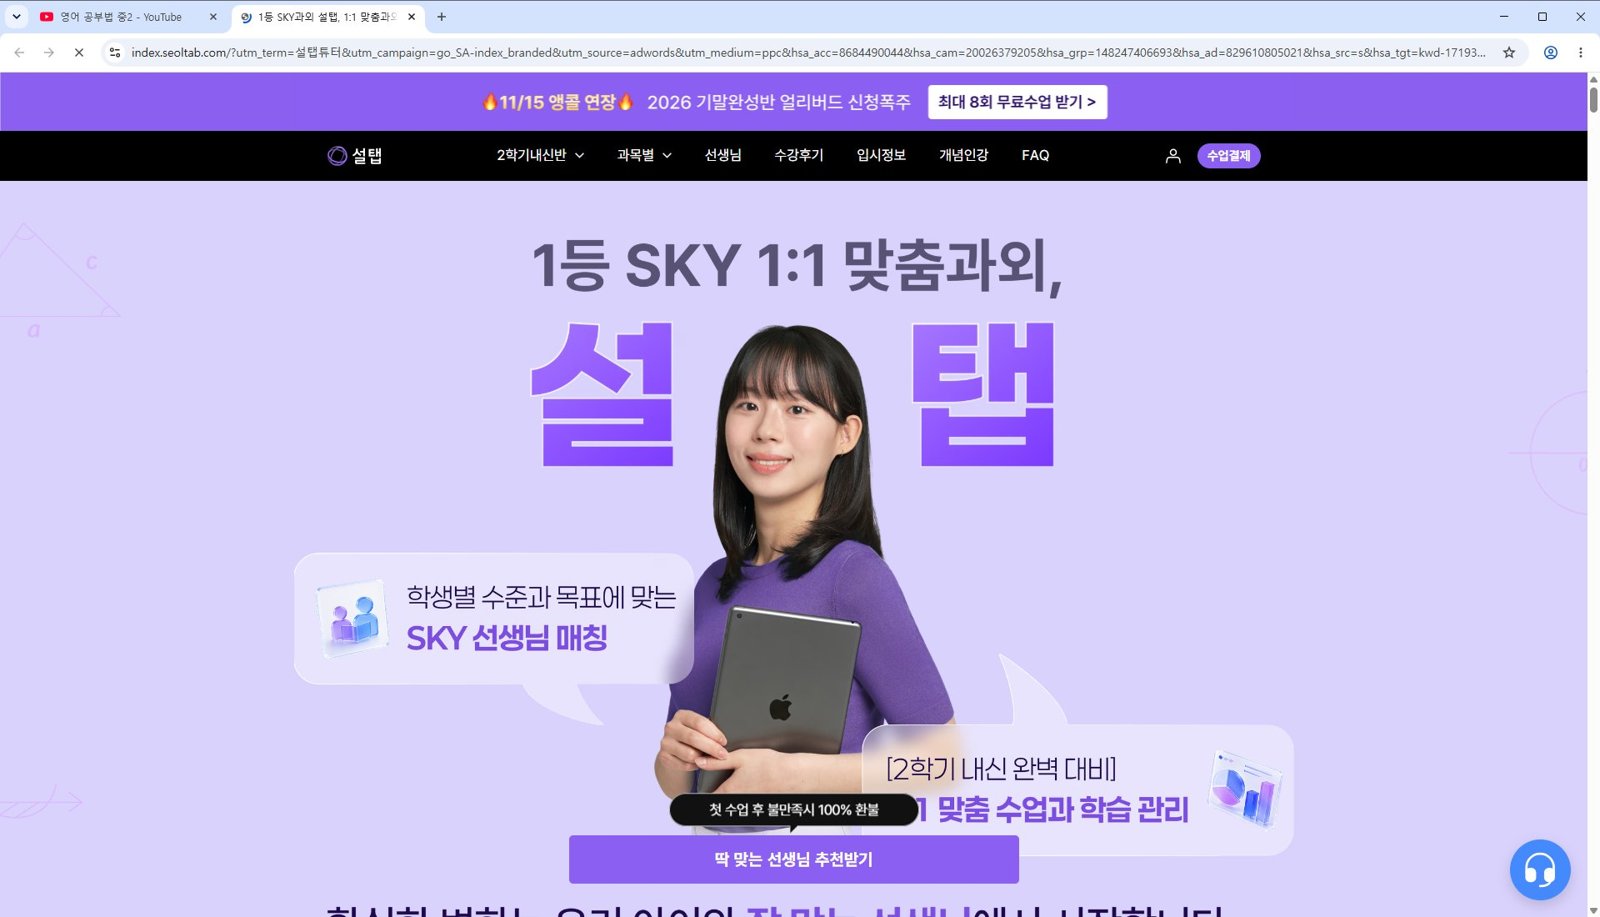 영어 공부법 중2 - YouTube
1등 SKY과외 설탭, 1:1 맞춤과외
index.seoltab.com/?utm_term=설탭튜터&utm_campaign=go_SA-index_branded&utm_source=adwords&utm_medium=ppc&hsa_acc=8684490044&hsa_cam=20026379205&hsa_grp=148247406693&hsa_ad=829610805021&hsa_src=s&hsa_tgt=kwd-17193...
🔥11/15 앵콜 연장🔥 2026 기말완성반 얼리버드 신청폭주 최대 8회 무료수업 받기 >
설탭 2학기내신반 과목별 선생님 수강후기 입시정보 개념인강 FAQ 수업결제
1등 SKY 1:1 맞춤과외,
설탭
c
a
학생별 수준과 목표에 맞는
SKY 선생님 매칭
[2학기 내신 완벽 대비]
1 맞춤 수업과 학습 관리
첫 수업 후 불만족시 100% 환불
딱 맞는 선생님 추천받기